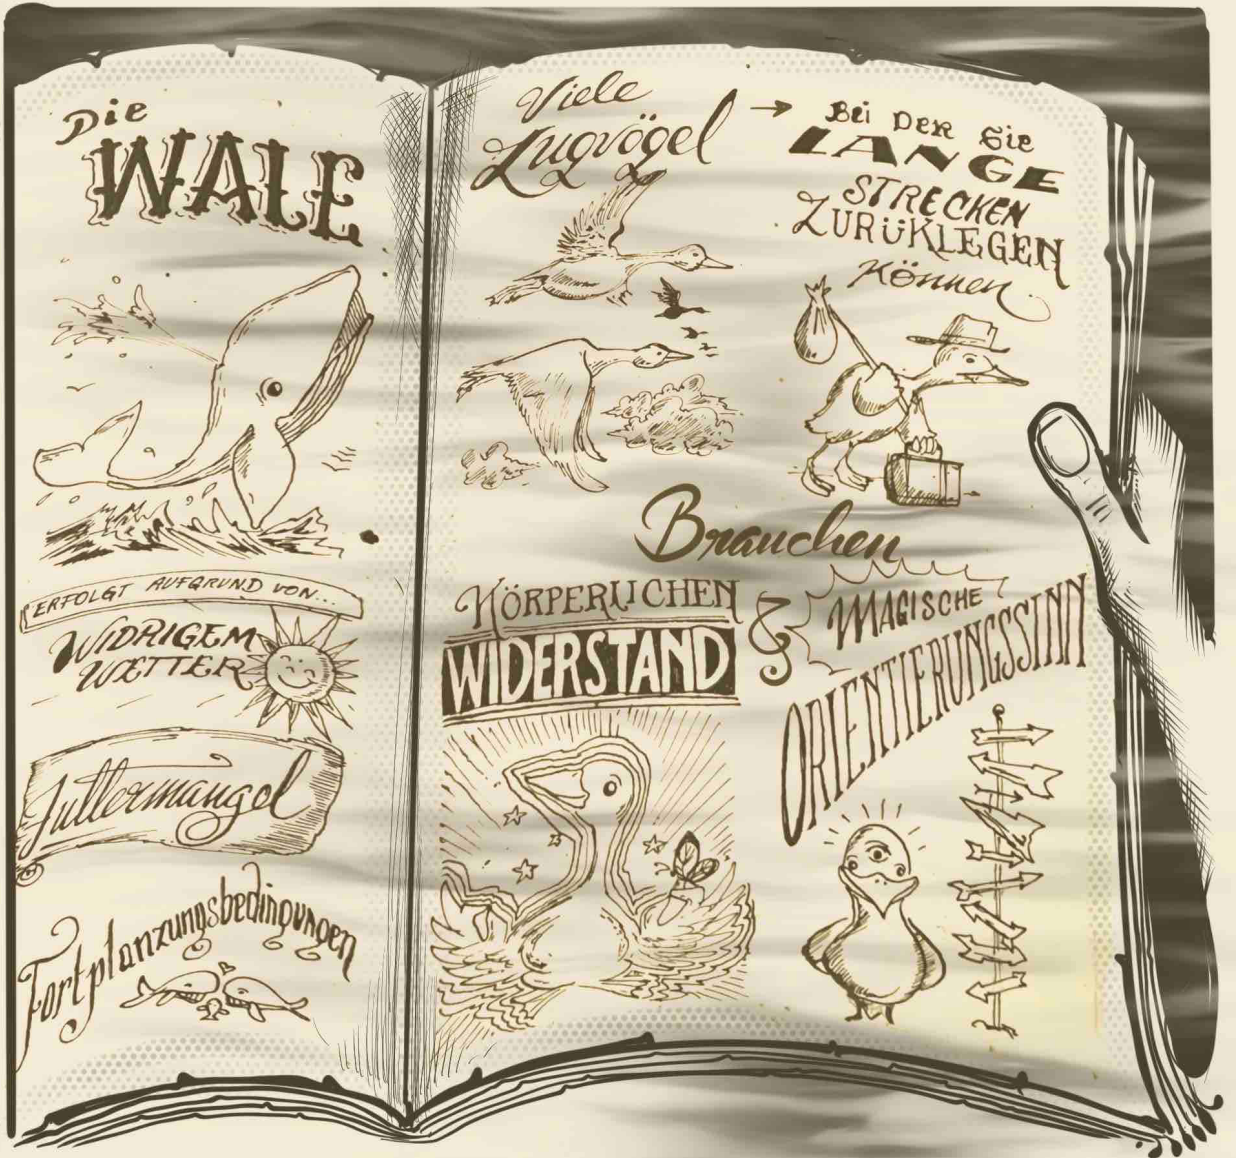 Die
WALE
ERFOLGT AUFGRUND VON...
WIDRIGEM
WETTER
Futtermangel
Fortplanzungsbedingungen
Viele
Zugvögel
→ Bei DER Sie
LANGE
STRECKEN
ZURÜKLEGEN
Können
Brauchen
KÖRPERLICHEN
WIDERSTAND
&
MAGISCHE
ORIENTIERUNGSSINN